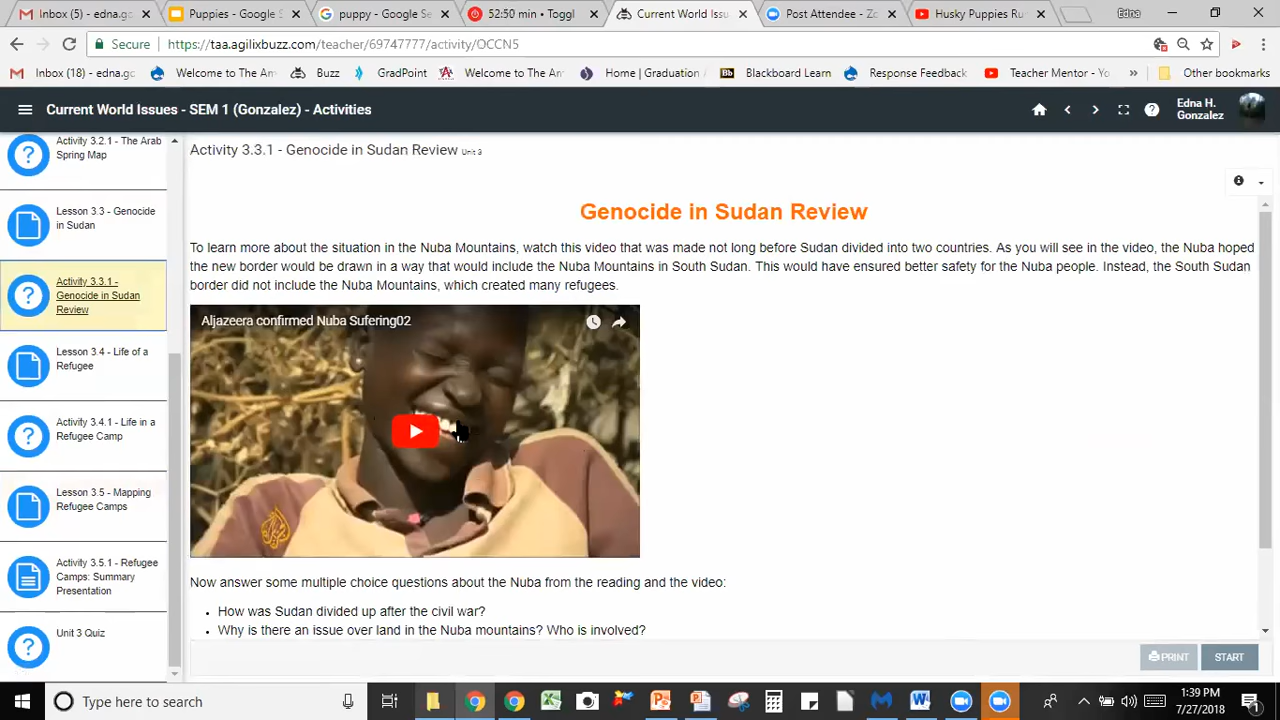 Inbox (5) - edna.gc
Puppies - Google S
puppy - Google Se
52:50 min • Toggl
Current World Issu
Post Attendee - Zo
Husky Puppies Ru
Edna
Secure
https://taa.agilixbuzz.com/teacher/69747777/activity/OCCN5
Inbox (18) - edna.gc
Welcome to The Am
Buzz
GradPoint
Welcome to The Am
Home | Graduation
Bb Blackboard Learn
Response Feedback
Teacher Mentor - Yo
»
Other bookmarks
Current World Issues - SEM 1 (Gonzalez) - Activities
Edna H.
Gonzalez
Activity 3.2.1 - The Arab
Spring Map
Lesson 3.3 - Genocide
in Sudan
Activity 3.3.1 -
Genocide in Sudan
Review
Lesson 3.4 - Life of a
Refugee
Activity 3.4.1 - Life in a
Refugee Camp
Lesson 3.5 - Mapping
Refugee Camps
Activity 3.5.1 - Refugee
Camps: Summary
Presentation
Unit 3 Quiz
Activity 3.3.1 - Genocide in Sudan Review Unit 3
Genocide in Sudan Review
To learn more about the situation in the Nuba Mountains, watch this video that was made not long before Sudan divided into two countries. As you will see in the video, the Nuba hoped
the new border would be drawn in a way that would include the Nuba Mountains in South Sudan. This would have ensured better safety for the Nuba people. Instead, the South Sudan
border did not include the Nuba Mountains, which created many refugees.
Aljazeera confirmed Nuba Sufering02
Now answer some multiple choice questions about the Nuba from the reading and the video:
• How was Sudan divided up after the civil war?
• Why is there an issue over land in the Nuba mountains? Who is involved?
PRINT
START
Type here to search
1:39 PM
7/27/2018